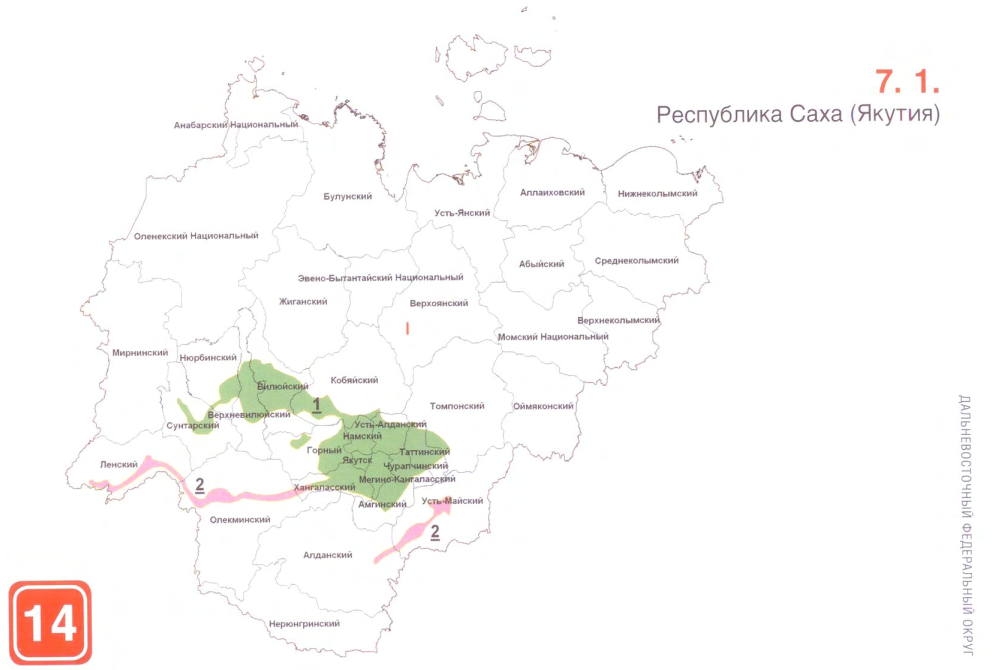 7. 1.
Республика Саха (Якутия)
Анабарский Национальный
Булунский
Аллаиховский
Нижнеколымский
Усть-Янский
Оленекский Национальный
Абыйский
Среднеколымский
Эвено-Бытантайский Национальный
Жиганский
Верхоянский
Верхнеколымский
I
Момский Национальный
Мирнинский
Нюрбинский
Кобяйский
Вилюйский
1
Томпонский
Оймяконский
Верхневилюйский
Сунтарский
Усть-Алданский
Намский
Горный
Таттинский
Якутск
Чурапчинский
Ленский
Мегино-Кангаласский
2
Хангаласский
Усть-Майский
Амгинский
Олекминский
2
Алданский
Нерюнгринский
14
ДАЛЬНЕВОСТОЧНЫЙ ФЕДЕРАЛЬНЫЙ ОКРУГ